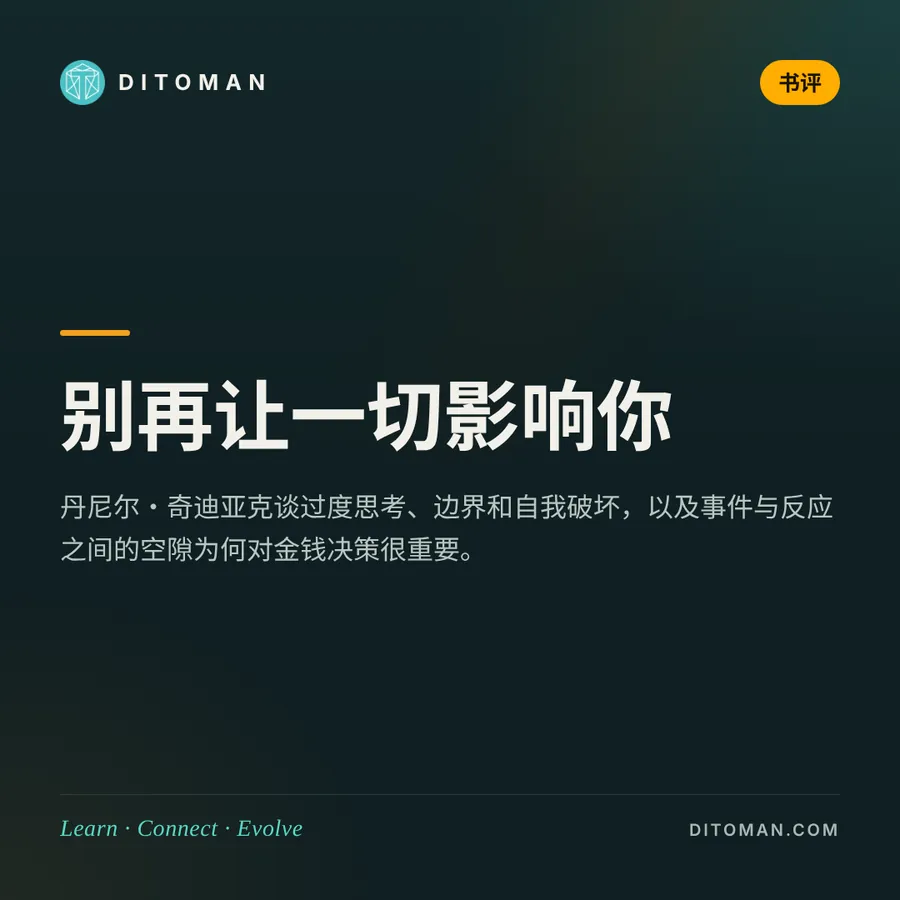 DITOMAN
书评
别再让一切影响你
丹尼尔·奇迪亚克谈过度思考、边界和自我破坏，以及事件与反应
之间的空隙为何对金钱决策很重要。
Learn · Connect · Evolve
DITOMAN.COM